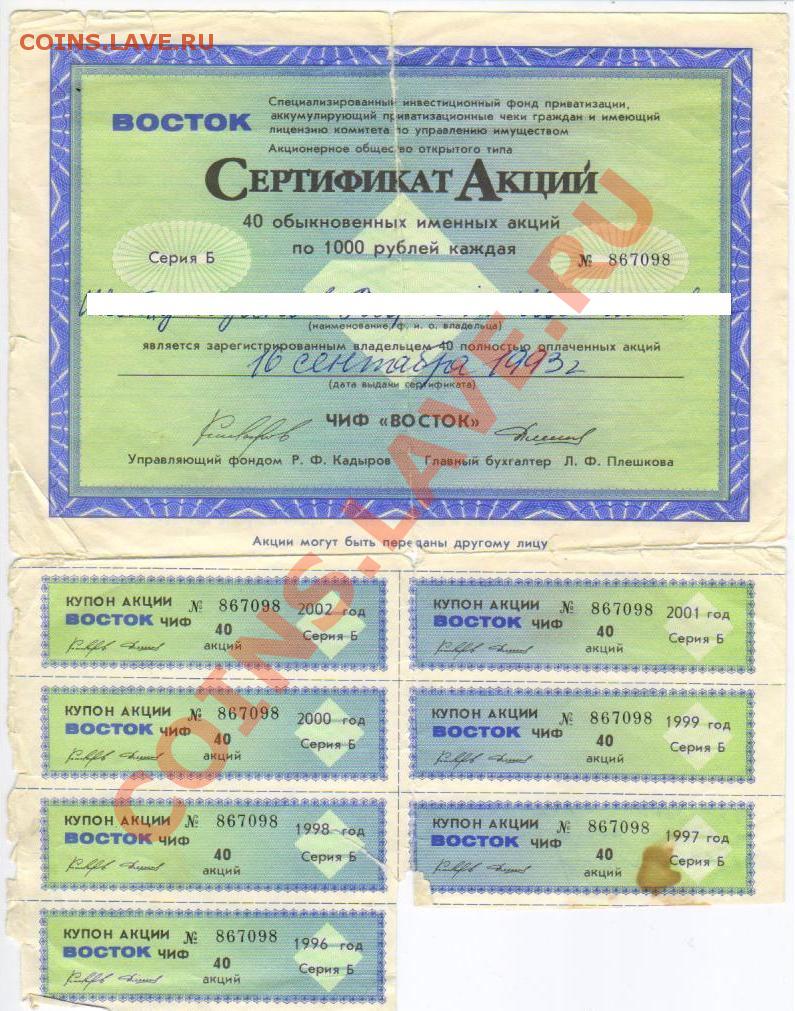 COINS.LAVE.RU
ВОСТОК
Специализированный инвестиционный фонд приватизации,
аккумулирующий приватизационные чеки граждан и имеющий
лицензию комитета по управлению имуществом
Акционерное общество открытого типа
СЕРТИФИКАТ АКЦИЙ
40 обыкновенных именных акций
по 1000 рублей каждая
Серия Б
№ 867098
(наименование, ф. и. о. владельца)
является зарегистрированным владельцем 40 полностью оплаченных акций
16 сентября 1993 г
(дата выдачи сертификата)
ЧИФ «ВОСТОК»
Управляющий фондом Р. Ф. Кадыров Главный бухгалтер Л. Ф. Плешкова
Акции могут быть переданы другому лицу
КУПОН АКЦИИ № 867098 2002 год
ВОСТОК ЧИФ 40 акций Серия Б
КУПОН АКЦИИ № 867098 2001 год
ВОСТОК ЧИФ 40 акций Серия Б
КУПОН АКЦИИ № 867098 2000 год
ВОСТОК ЧИФ 40 акций Серия Б
КУПОН АКЦИИ № 867098 1999 год
ВОСТОК ЧИФ 40 акций Серия Б
КУПОН АКЦИИ № 867098 1998 год
ВОСТОК ЧИФ 40 акций Серия Б
КУПОН АКЦИИ № 867098 1997 год
ВОСТОК ЧИФ 40 акций Серия Б
КУПОН АКЦИИ № 867098 1996 год
ВОСТОК ЧИФ 40 акций Серия Б
COINS.LAVE.RU